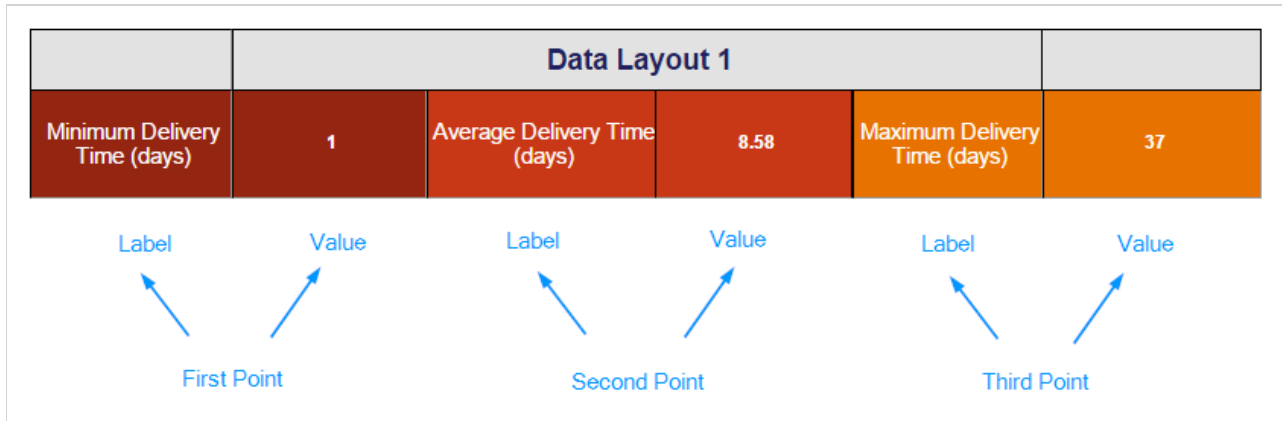 Data Layout 1
Minimum Delivery
Time (days)
1
Average Delivery Time
(days)
8.58
Maximum Delivery
Time (days)
37
Label
Value
Label
Value
Label
Value
First Point
Second Point
Third Point